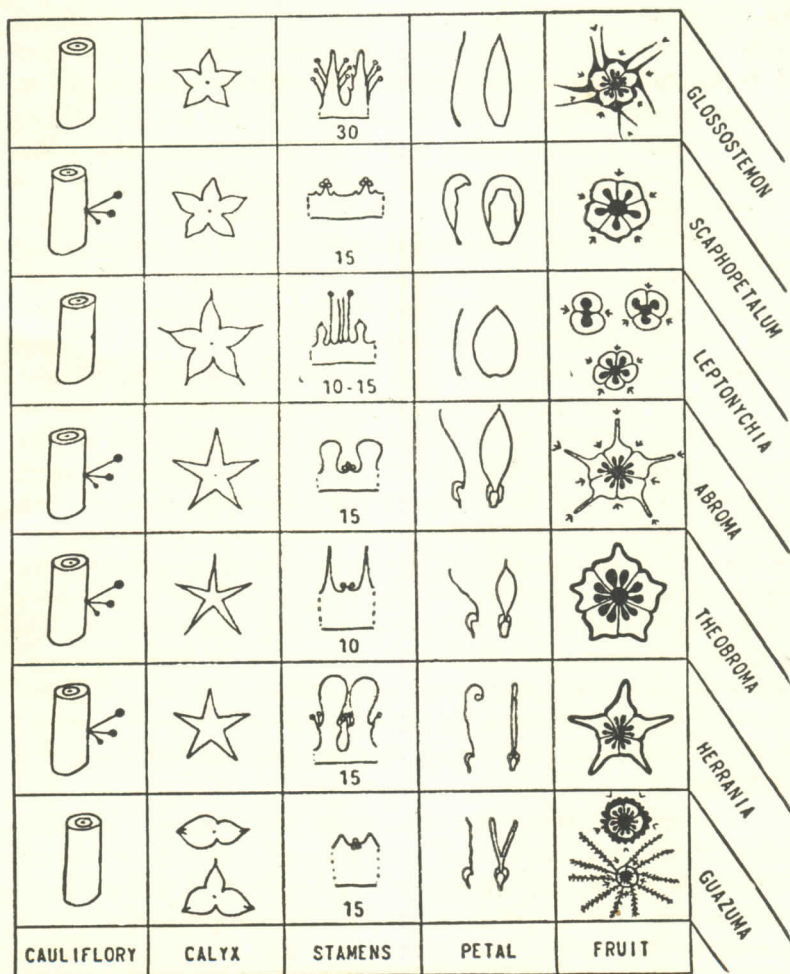 30
GLOSSOSTEMON
15
SCAPHOPETALUM
10-15
LEPTONYCHIA
15
ABROMA
10
THEOBROMA
15
HERRANIA
15
GUAZUMA
CAULIFLORY CALYX STAMENS PETAL FRUIT